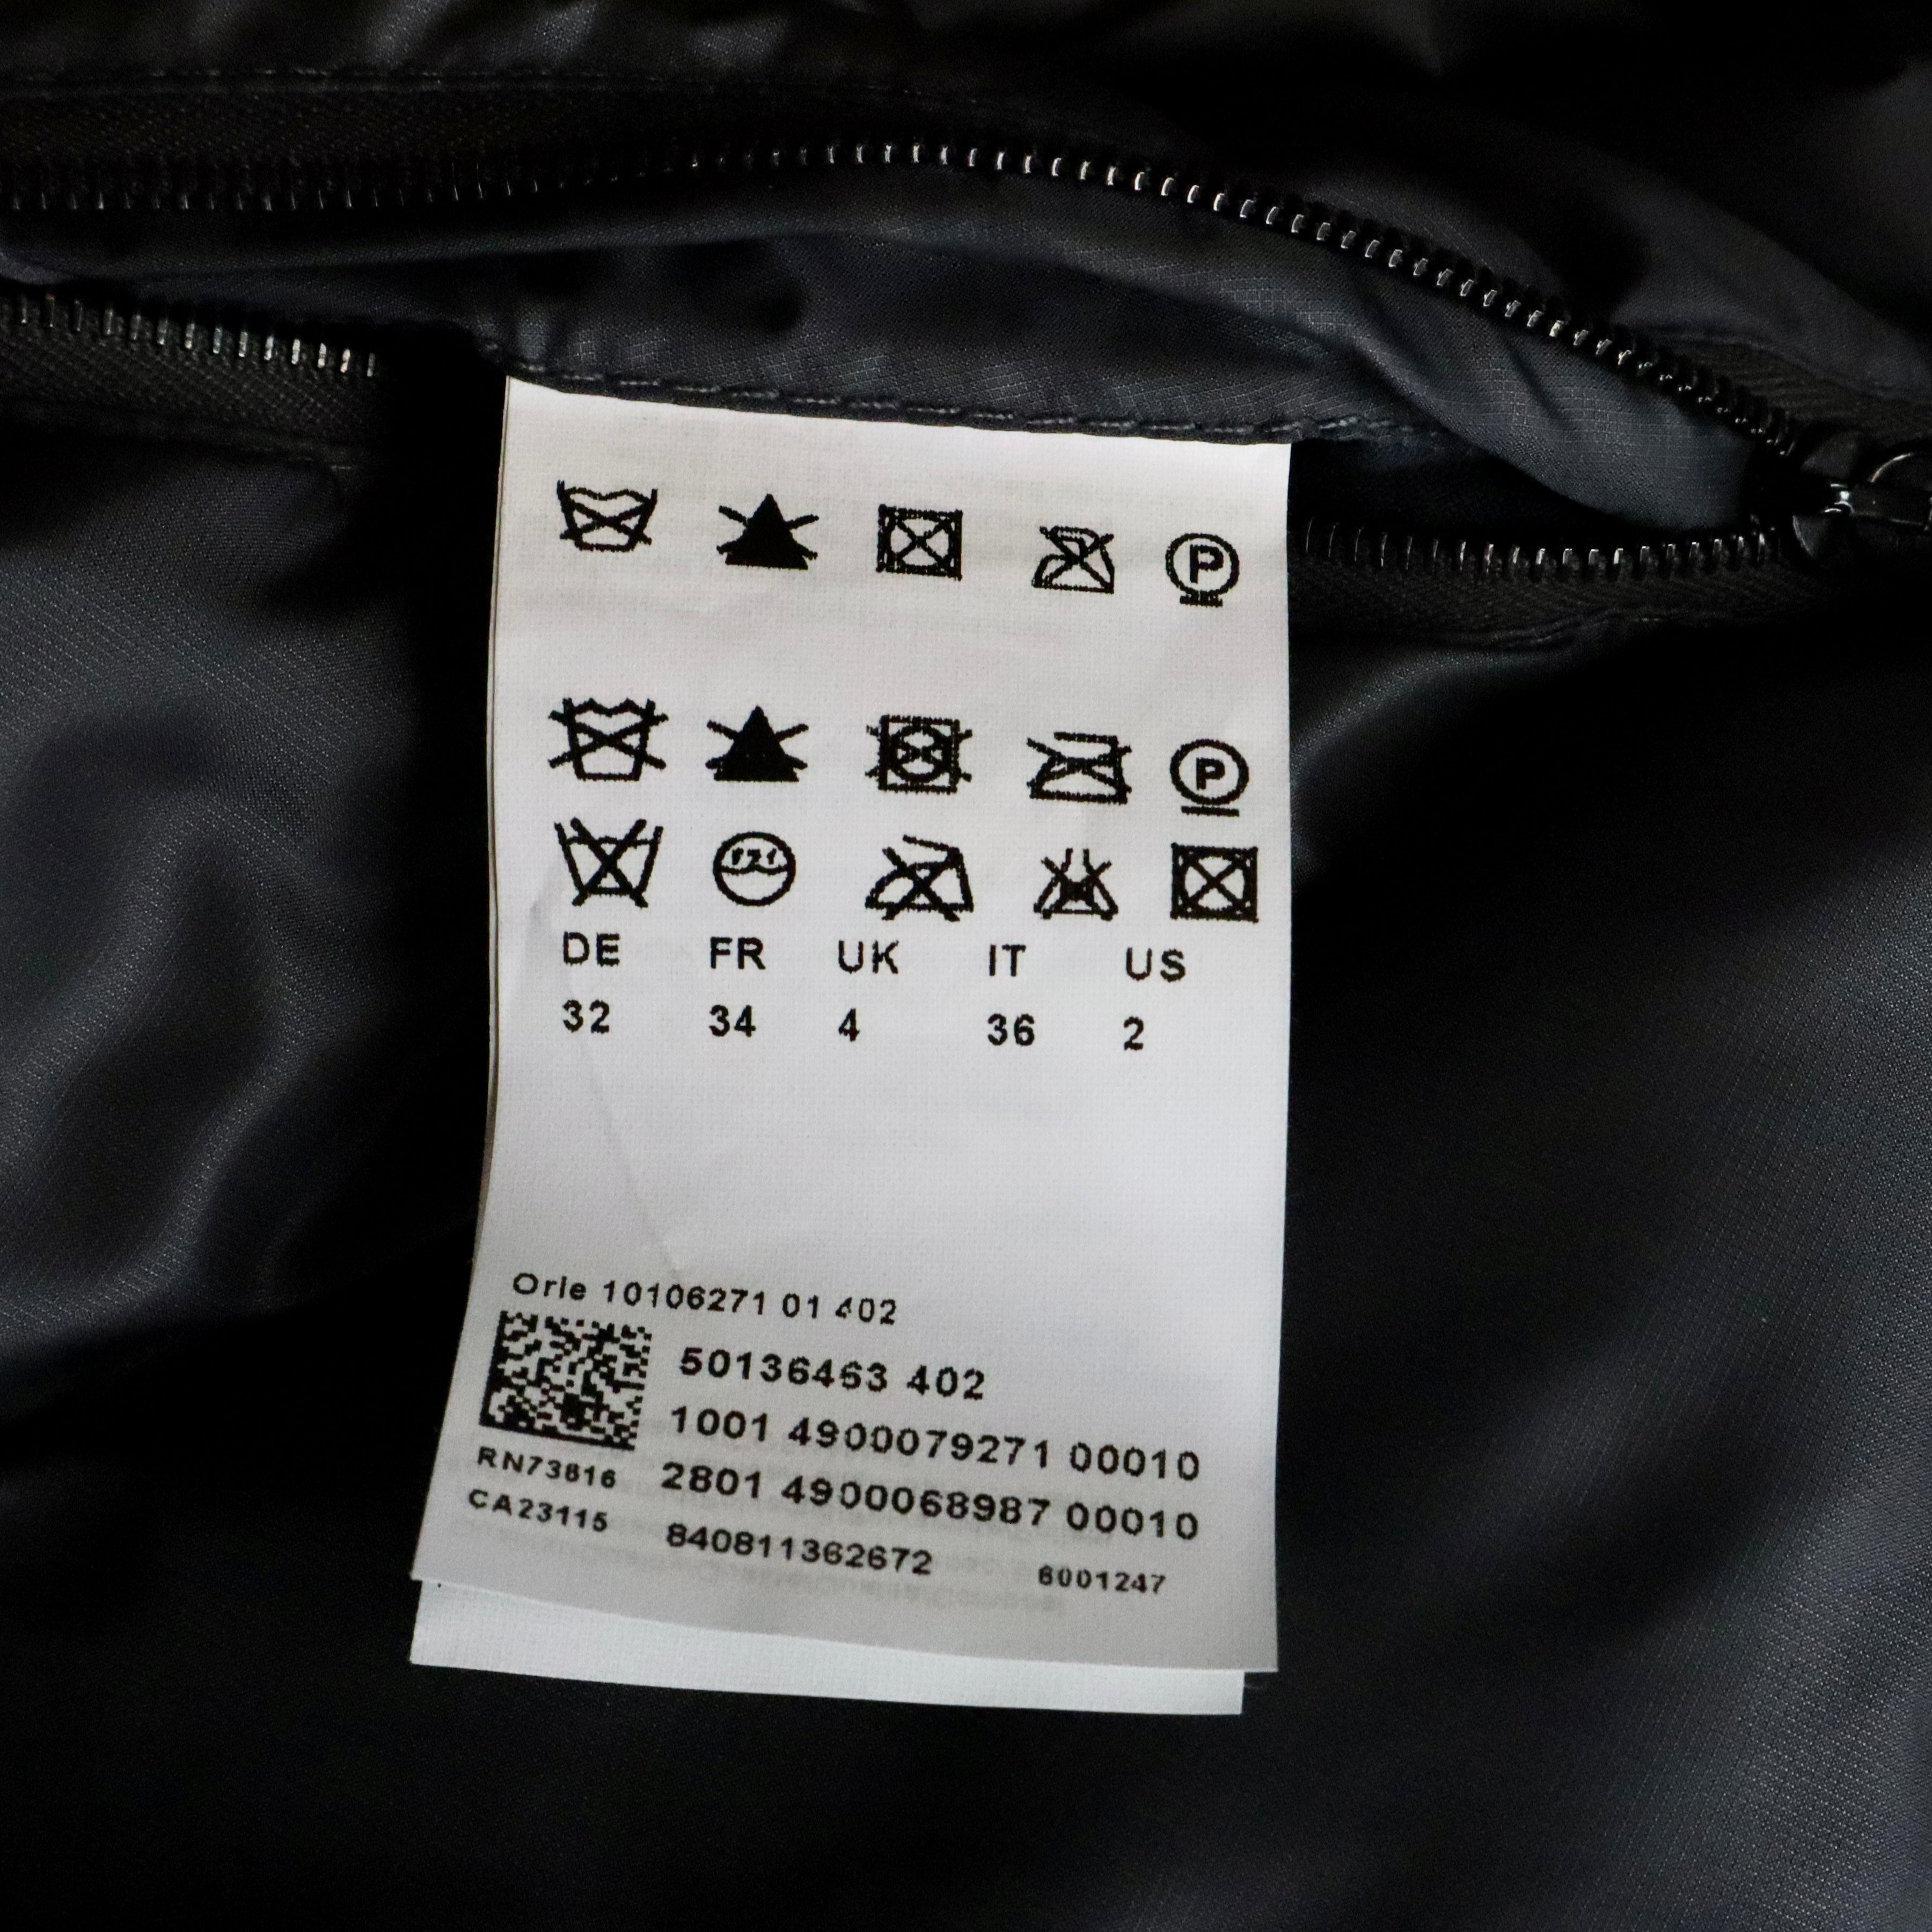 P
P
DE FR UK IT US
32 34 4 36 2
Orle 10106271 01 402
50136463 402
1001 4900079271 00010
RN73816 2801 4900068987 00010
CA23115 840811362672 6001247